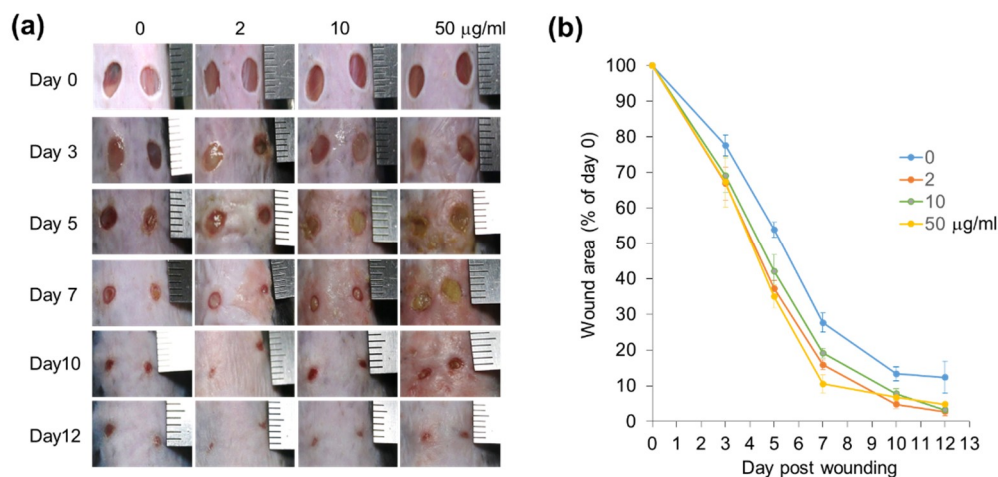 (a)
0 2 10 50 μg/ml
Day 0
Day 3
Day 5
Day 7
Day10
Day12
(b)
100
90
80
70
60
50
40
30
20
10
0
0 1 2 3 4 5 6 7 8 9 10 11 12 13
Wound area (% of day 0)
Day post wounding
0
2
10
50 μg/ml